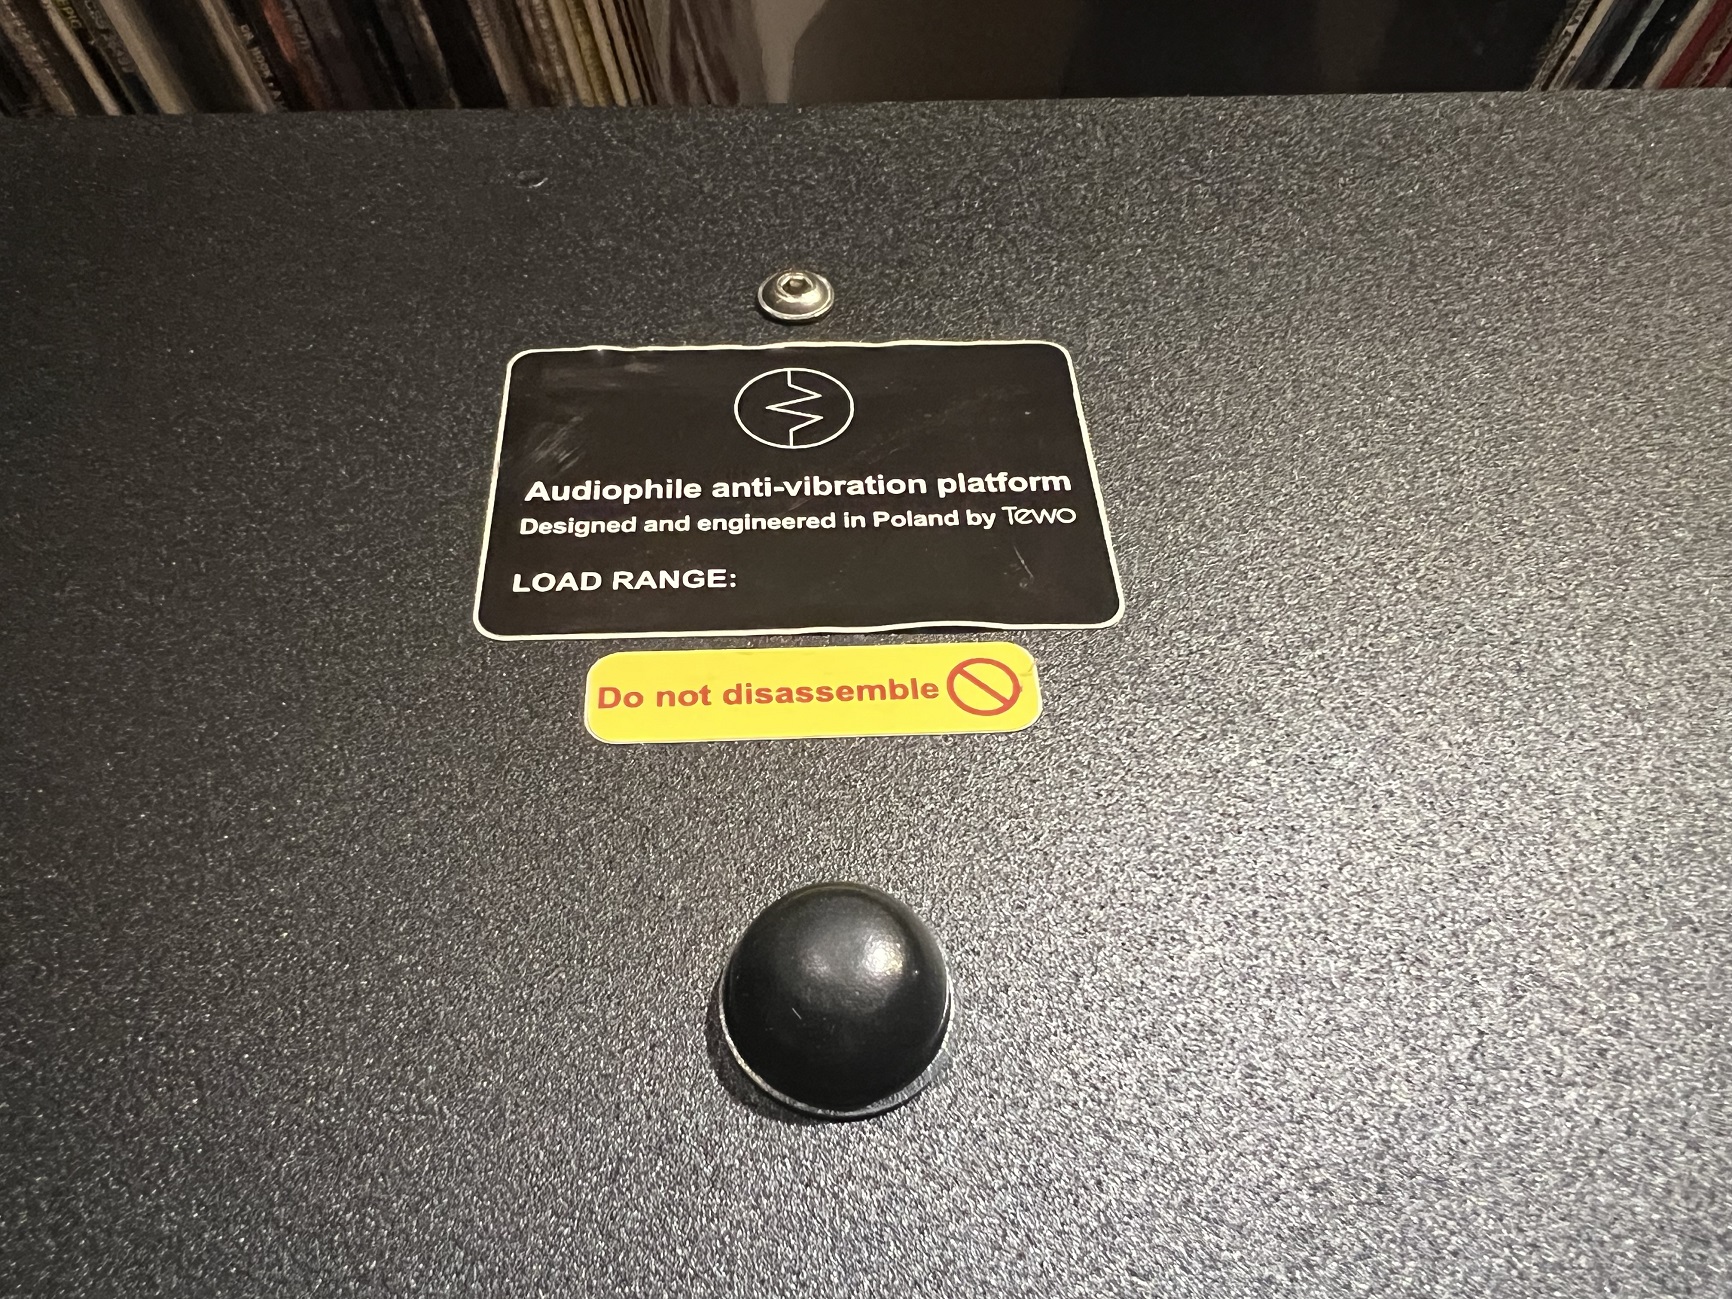 Audiophile anti-vibration platform
Designed and engineered in Poland by Tewo
LOAD RANGE:
Do not disassemble